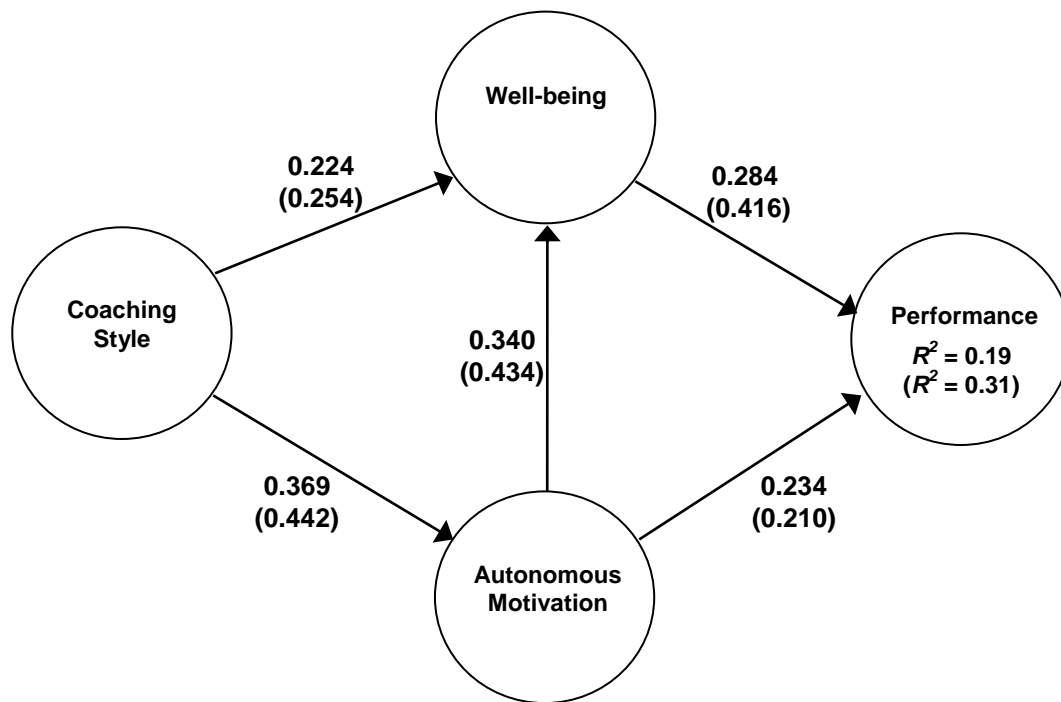 Well-being
0.224
(0.254)
0.284
(0.416)
Coaching
Style
Performance
R² = 0.19
(R² = 0.31)
0.340
(0.434)
0.369
(0.442)
0.234
(0.210)
Autonomous
Motivation